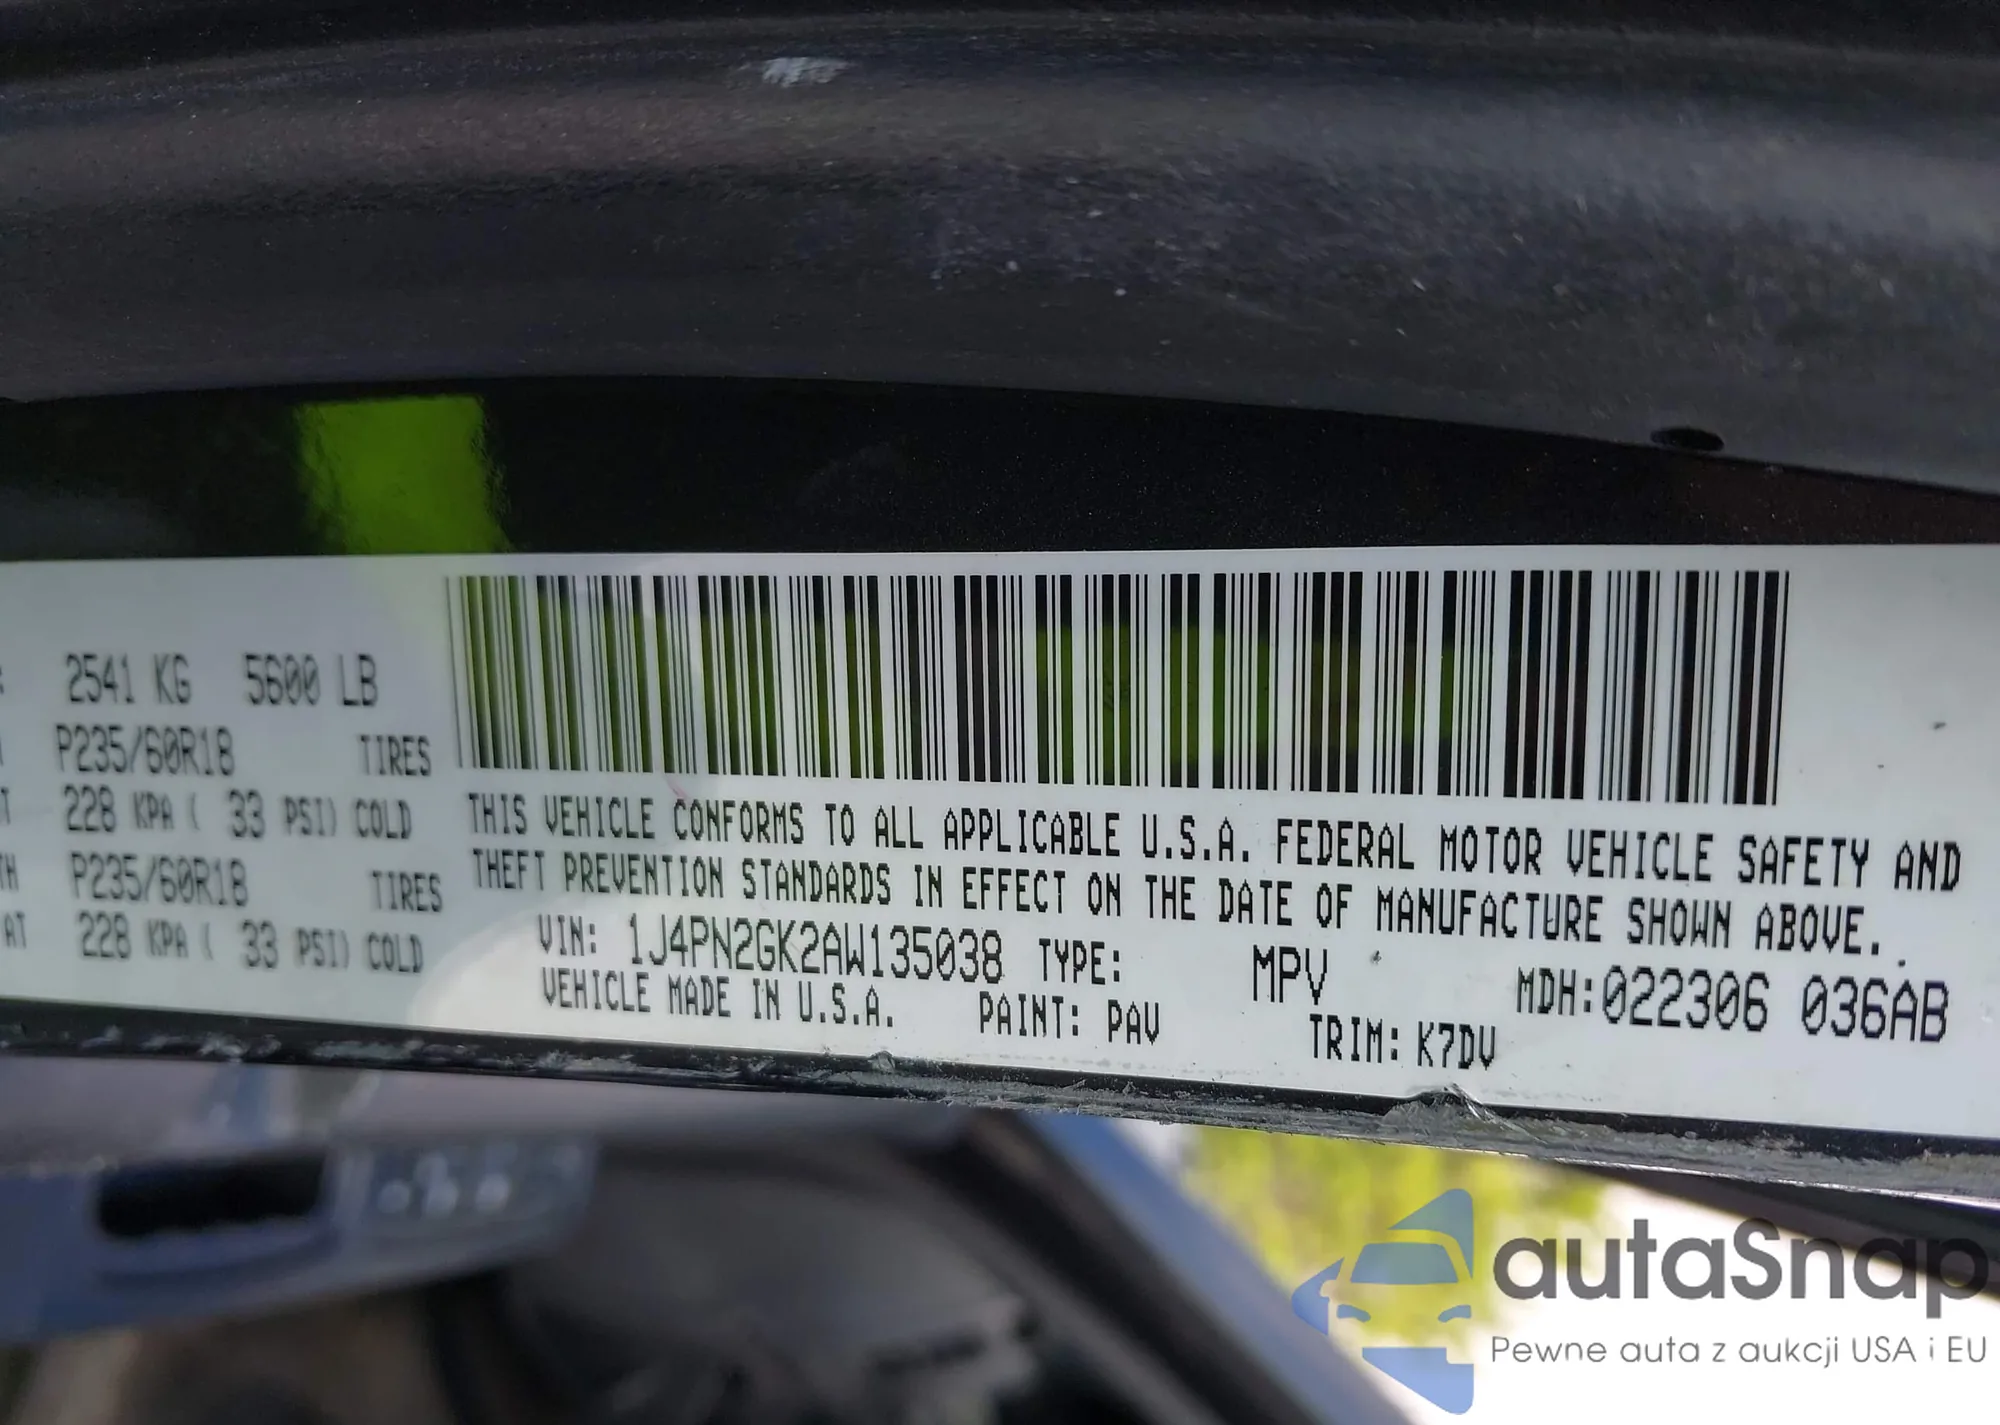 : 2541 KG 5600 LB
P235/60R18 TIRES
AT 228 KPA ( 33 PSI) COLD
TH P235/60R18 TIRES
AT 228 KPA ( 33 PSI) COLD
THIS VEHICLE CONFORMS TO ALL APPLICABLE U.S.A. FEDERAL MOTOR VEHICLE SAFETY AND
THEFT PREVENTION STANDARDS IN EFFECT ON THE DATE OF MANUFACTURE SHOWN ABOVE.
VIN: 1J4PN2GK2AW135038 TYPE: MPV MDH:022306 036AB
VEHICLE MADE IN U.S.A. PAINT: PAV TRIM: K7DV
autaSnap
Pewne auta z aukcji USA i EU